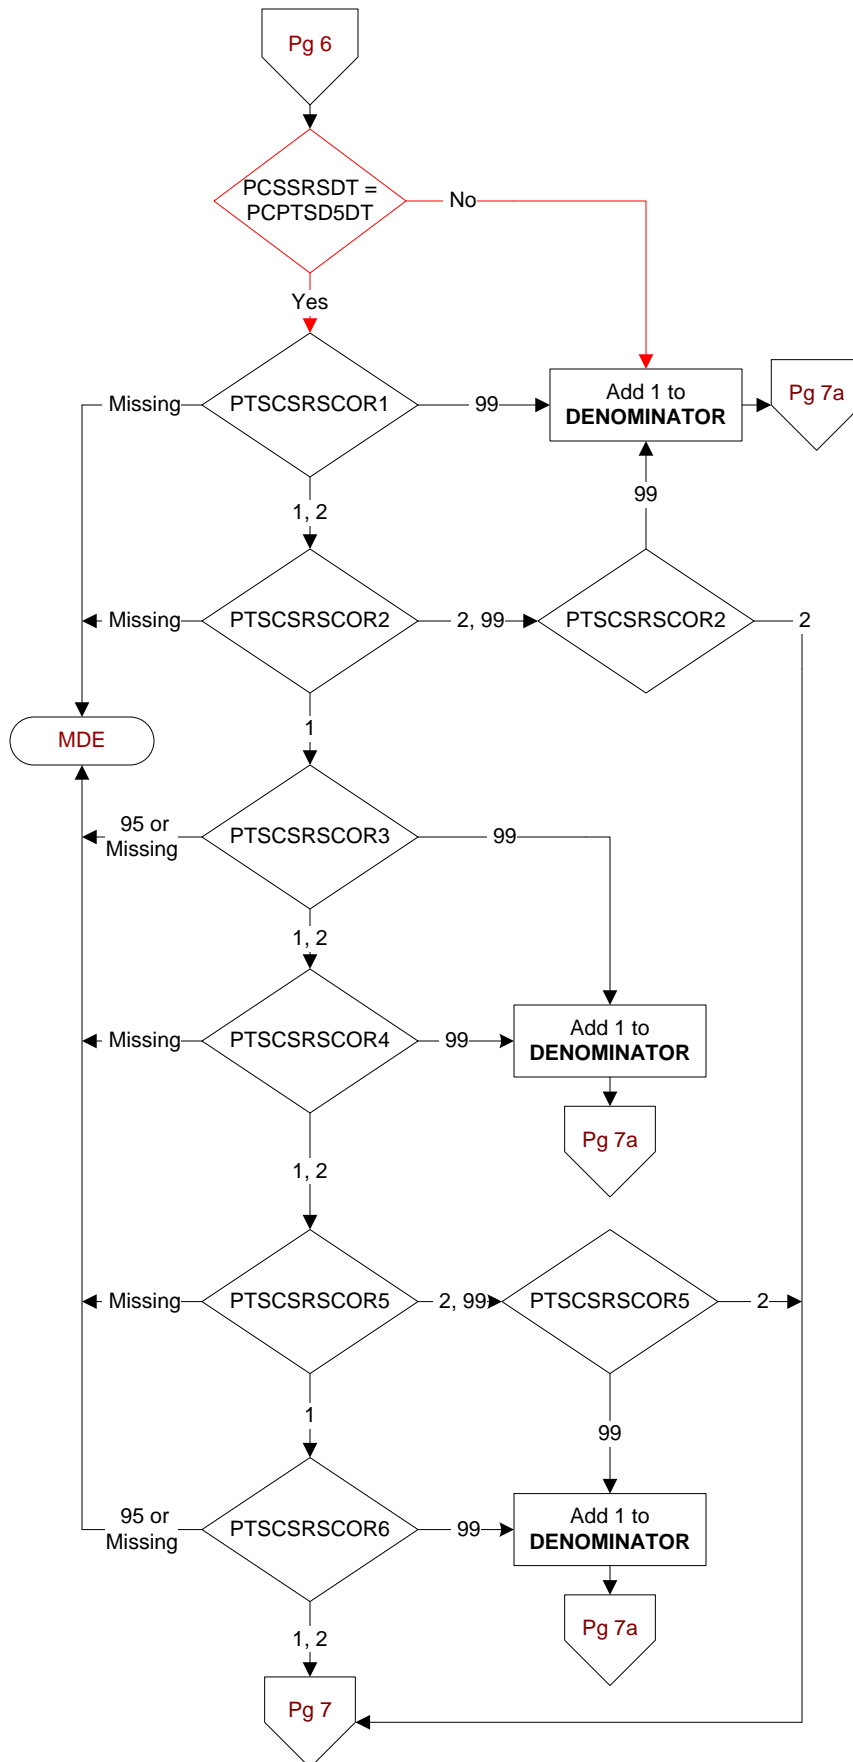 Pg 6
PCSSRSDT =
PCPTSD5DT
No
Yes
Missing
PTSCSRSCOR1
99
Add 1 to
DENOMINATOR
Pg 7a
1, 2
99
Missing
PTSCSRSCOR2
2, 99
PTSCSRSCOR2
2
1
MDE
95 or
Missing
PTSCSRSCOR3
99
1, 2
Missing
PTSCSRSCOR4
99
Add 1 to
DENOMINATOR
Pg 7a
1, 2
Missing
PTSCSRSCOR5
2, 99
PTSCSRSCOR5
2
1
99
95 or
Missing
PTSCSRSCOR6
99
Add 1 to
DENOMINATOR
Pg 7a
1, 2
Pg 7